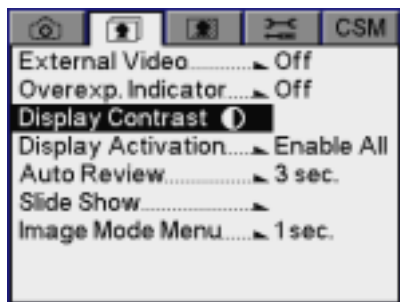 CSM
External Video........ Off
Overexp. Indicator.... Off
Display Contrast
Display Activation.... Enable All
Auto Review........... 3 sec.
Slide Show............
Image Mode Menu..... 1 sec.